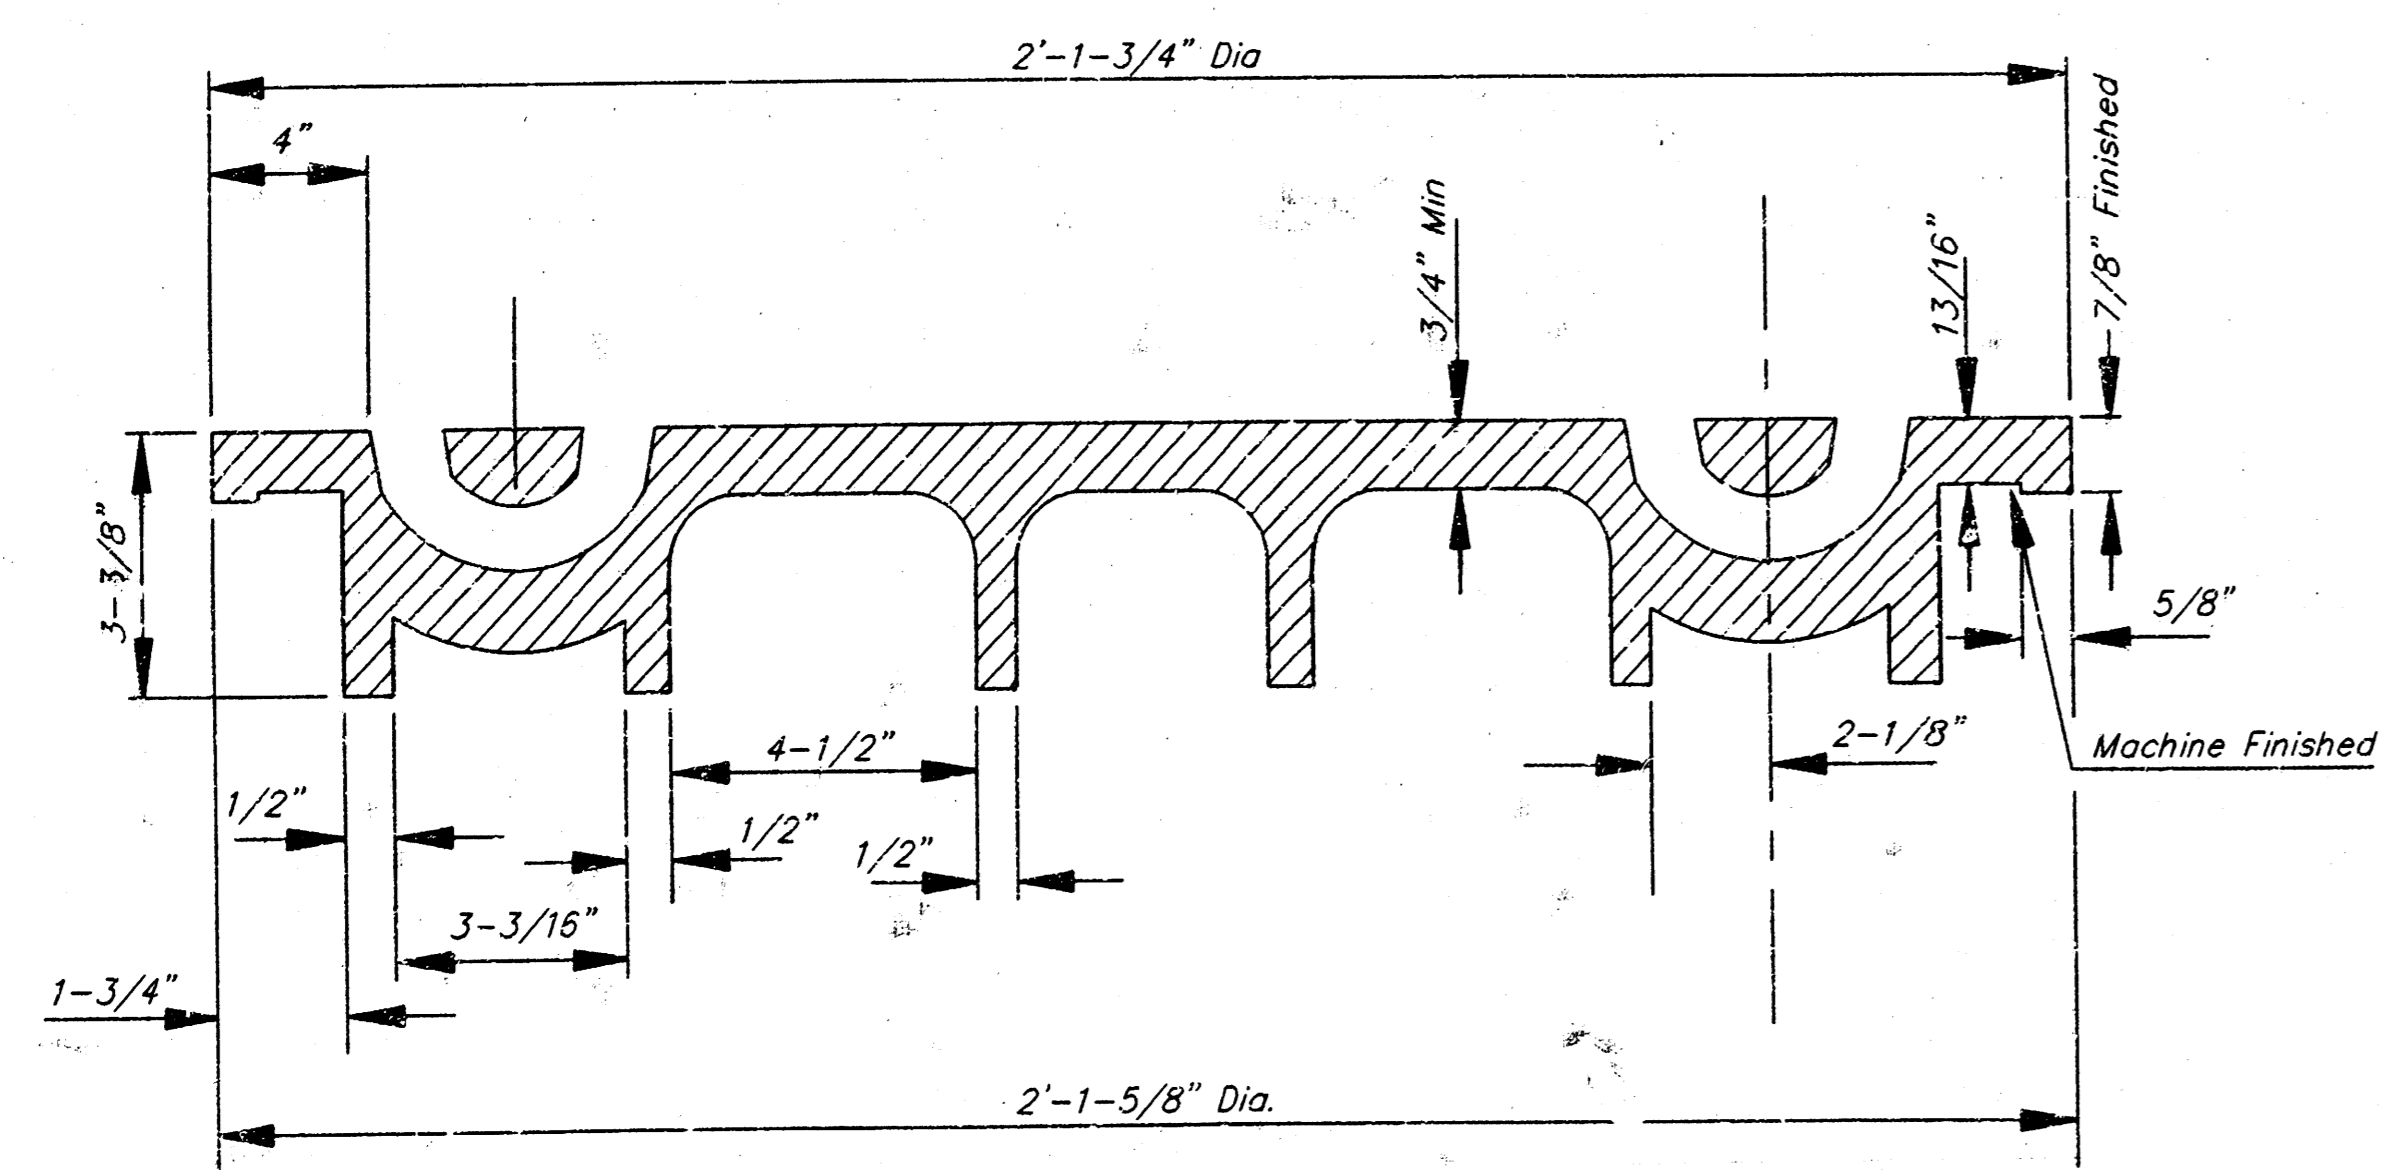 2'-1-3/4" Dia
4"
3/4" Min
13/16"
7/8" Finished
3-3/8"
5/8"
2-1/8"
Machine Finished
4-1/2"
1/2"
1/2"
1/2"
3-3/16"
1-3/4"
2'-1-5/8" Dia.